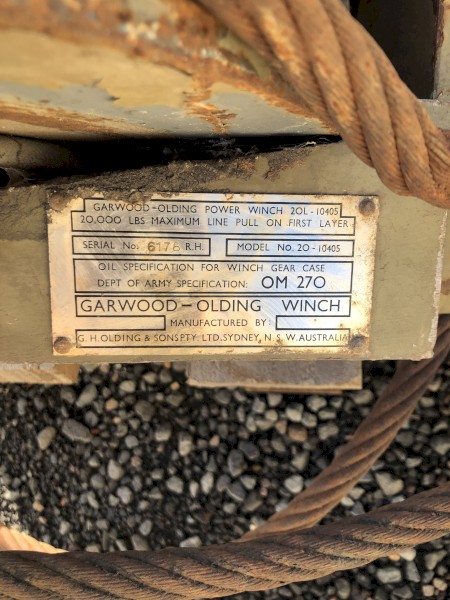 GARWOOD-OLDING POWER WINCH 20L-10405
20,000 LBS MAXIMUM LINE PULL ON FIRST LAYER
SERIAL No. 6176 R.H. MODEL No. 20-10405
OIL SPECIFICATION FOR WINCH GEAR CASE
DEPT OF ARMY SPECIFICATION: OM 270
GARWOOD-OLDING WINCH
MANUFACTURED BY:
G.H.OLDING & SONS PTY. LTD. SYDNEY, N.S.W. AUSTRALIA